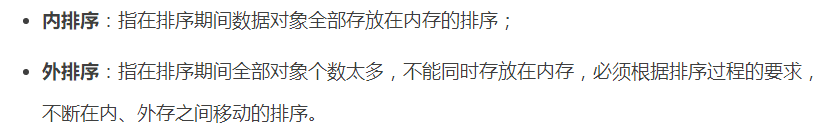 • 内排序：指在排序期间数据对象全部存放在内存的排序；
• 外排序：指在排序期间全部对象个数太多，不能同时存放在内存，必须根据排序过程的要求，
不断在内、外存之间移动的排序。